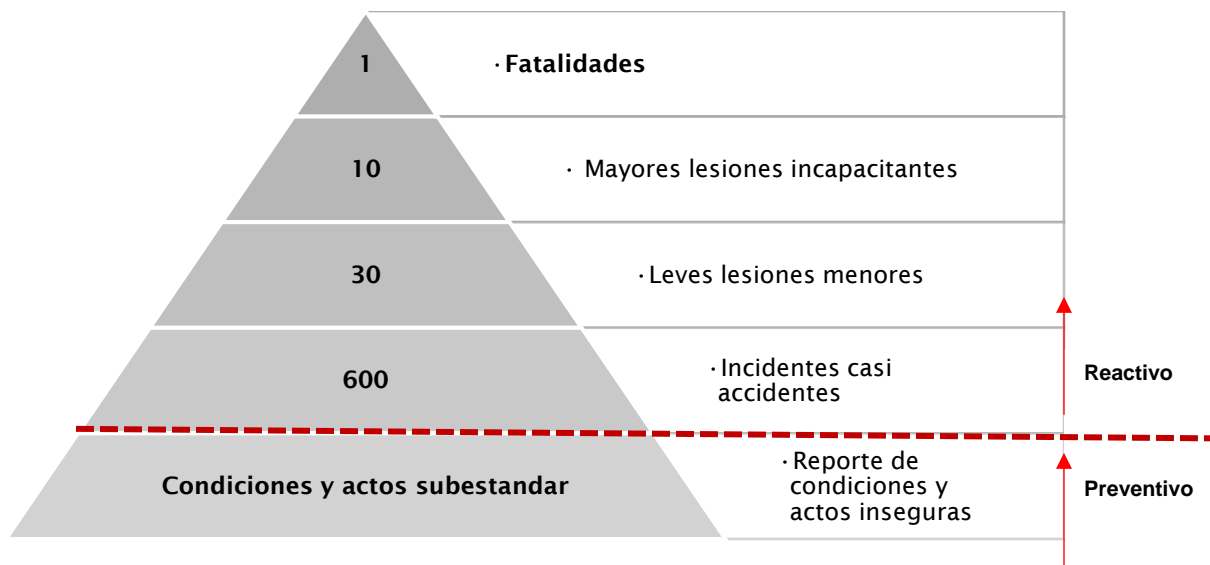 1
· Fatalidades
10
· Mayores lesiones incapacitantes
30
· Leves lesiones menores
600
· Incidentes casi
accidentes
Reactivo
Condiciones y actos subestandar
· Reporte de
condiciones y
actos inseguras
Preventivo